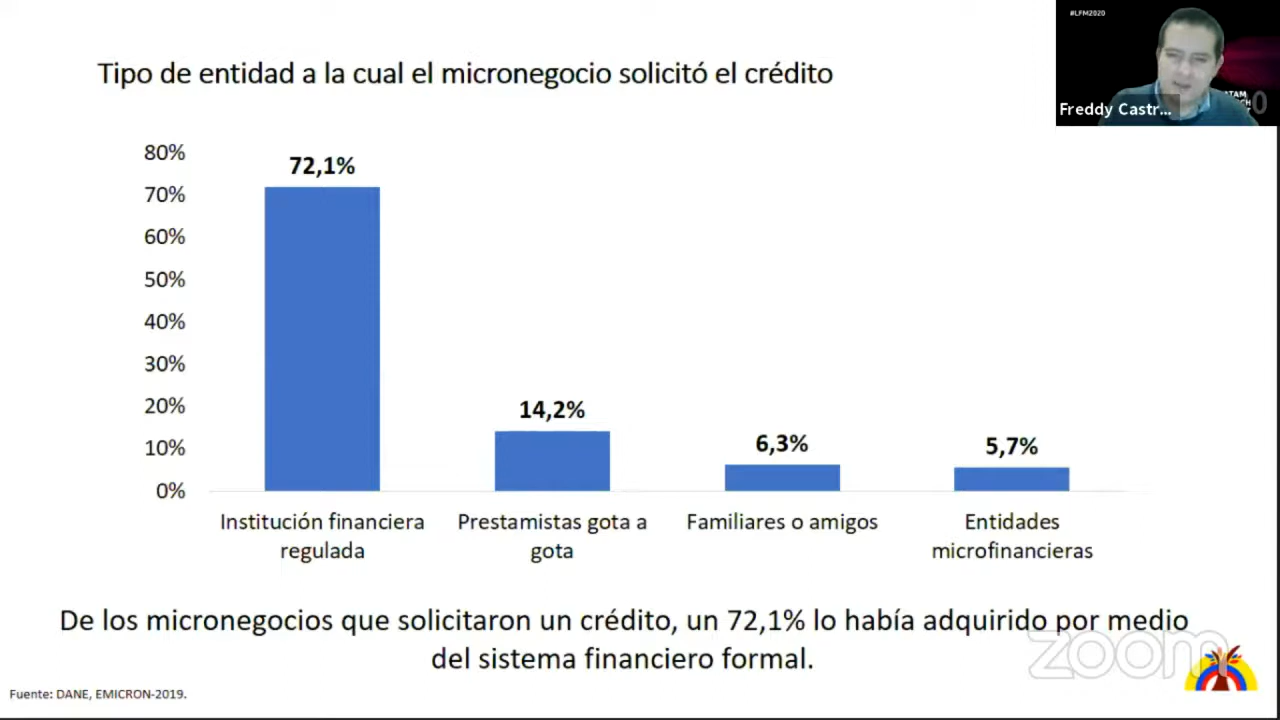 #LFM2020
Tipo de entidad a la cual el micronegocio solicitó el crédito
Freddy Castr...
80%
70%
60%
50%
40%
30%
20%
10%
0%
72,1%
14,2%
6,3%
5,7%
Institución financiera
regulada
Prestamistas gota a
gota
Familiares o amigos
Entidades
microfinancieras
De los micronegocios que solicitaron un crédito, un 72,1% lo había adquirido por medio
del sistema financiero formal.
zoom
Fuente: DANE, EMICRON-2019.